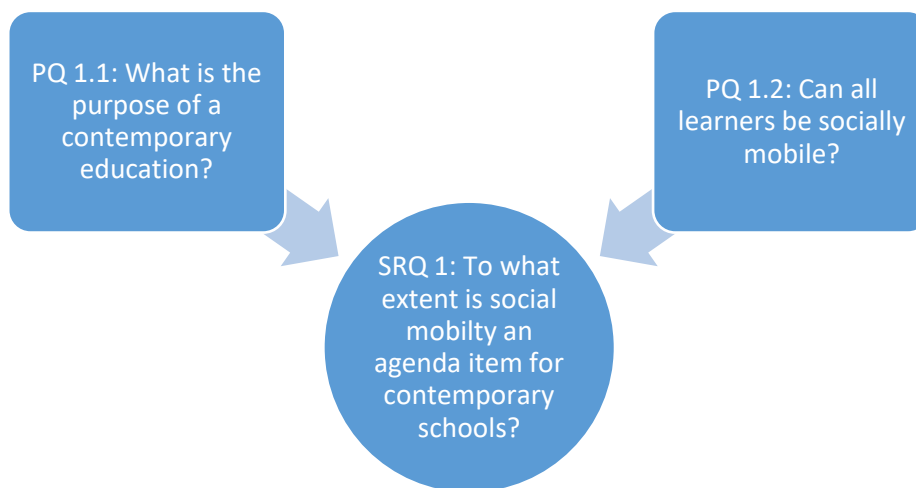 PQ 1.1: What is the
purpose of a
contemporary
education?
PQ 1.2: Can all
learners be socially
mobile?
SRQ 1: To what
extent is social
mobilty an
agenda item for
contemporary
schools?